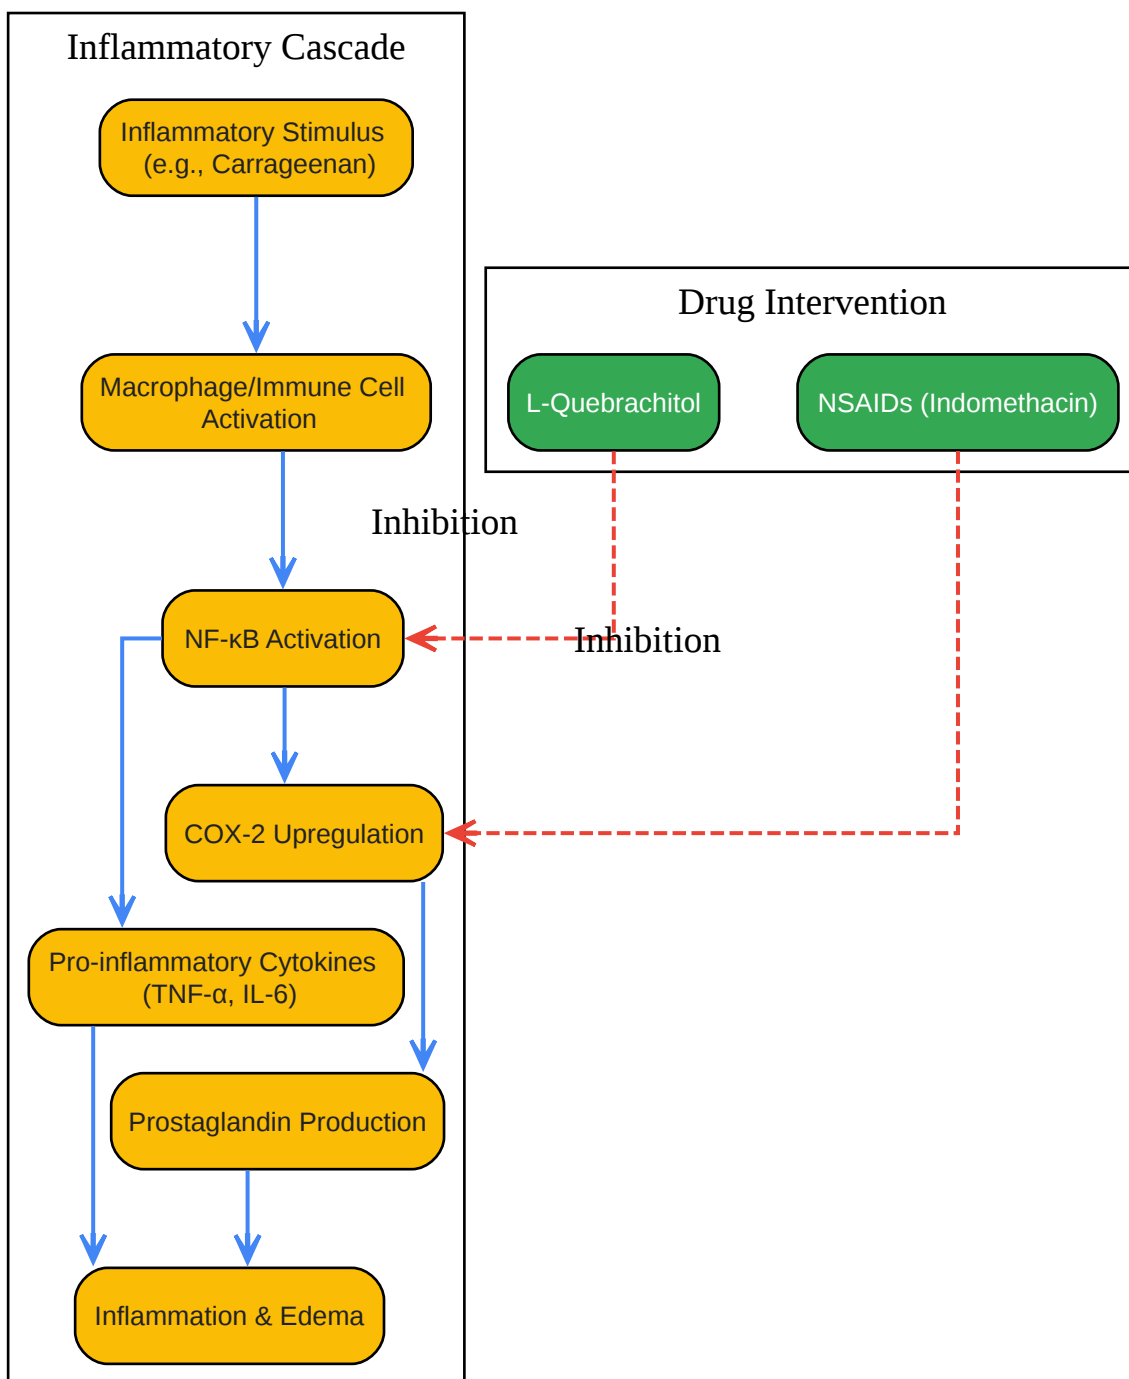 Inflammatory Cascade
Inflammatory Stimulus
(e.g., Carrageenan)
Drug Intervention
Macrophage/Immune Cell
Activation
L-Quebrachitol
NSAIDs (Indomethacin)
Inhibition
NF-κB Activation
Inhibition
COX-2 Upregulation
Pro-inflammatory Cytokines
(TNF-α, IL-6)
Prostaglandin Production
Inflammation & Edema